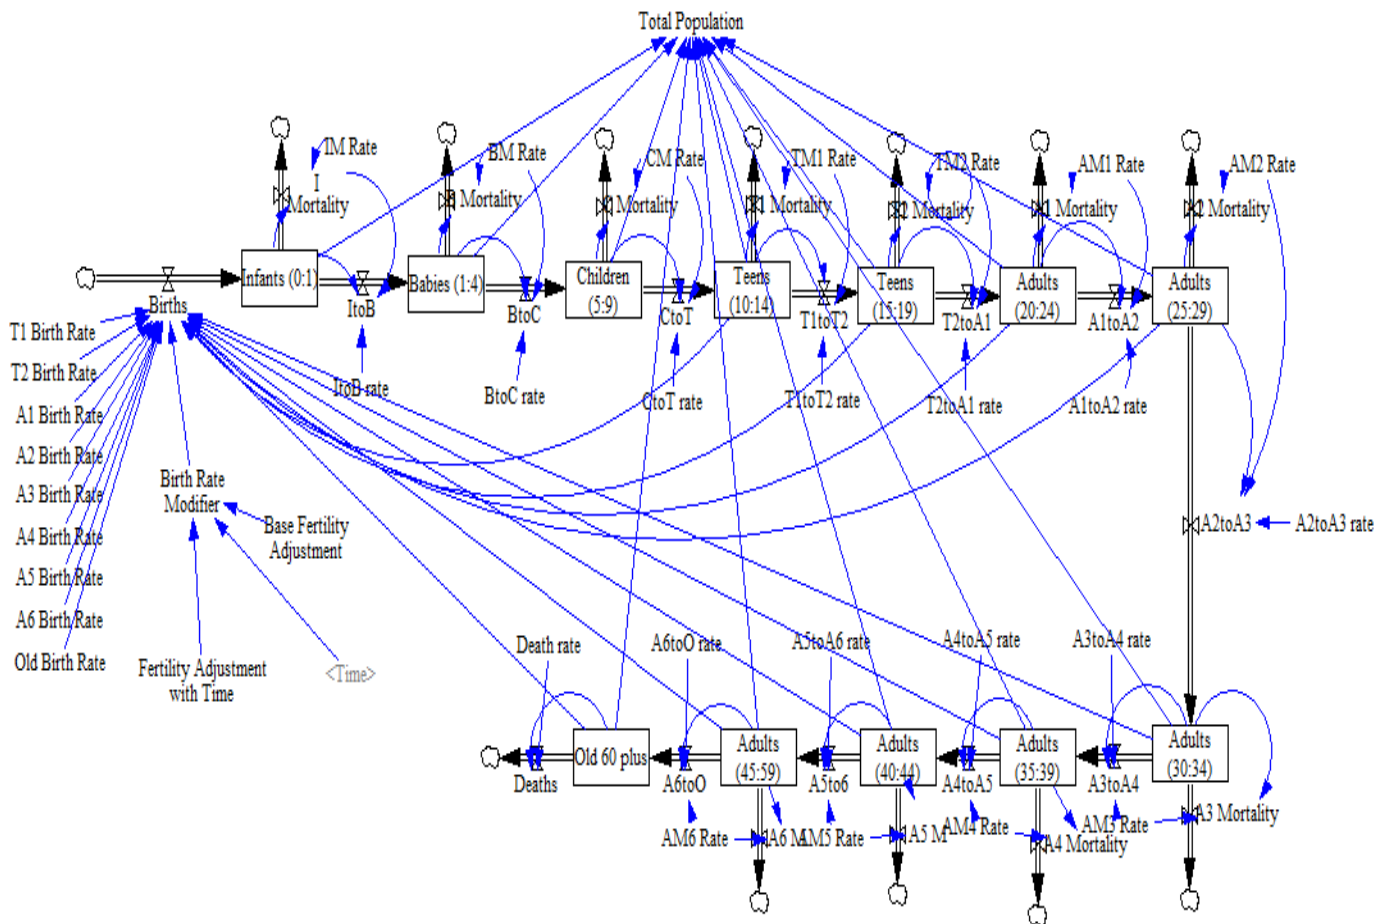 Total Population
IM Rate
BM Rate
CM Rate
TM1 Rate
TM2 Rate
AM1 Rate
AM2 Rate
I
Mortality
Mortality
Mortality
Mortality
Mortality
Mortality
Mortality
Infants (0:1)
Babies (1:4)
Children
(5:9)
Teens
(10:14)
Teens
(15:19)
Adults
(20:24)
Adults
(25:29)
Births
ItoB
BtoC
CtoT
T1toT2
T2toA1
A1toA2
ItoB rate
BtoC rate
CtoT rate
T1toT2 rate
T2toA1 rate
A1toA2 rate
T1 Birth Rate
T2 Birth Rate
A1 Birth Rate
A2 Birth Rate
A3 Birth Rate
A4 Birth Rate
A5 Birth Rate
A6 Birth Rate
Old Birth Rate
Birth Rate
Modifier
Base Fertility
Adjustment
Fertility Adjustment
with Time
<Time>
A2toA3
A2toA3 rate
Death rate
A6toO rate
A5toA6 rate
A4toA5 rate
A3toA4 rate
Old 60 plus
Adults
(45:59)
Adults
(40:44)
Adults
(35:39)
Adults
(30:34)
Deaths
A6toO
A5to6
A4toA5
A3toA4
AM6 Rate
A6 M
AM5 Rate
A5 M
AM4 Rate
A4 Mortality
AM3 Rate
A3 Mortality